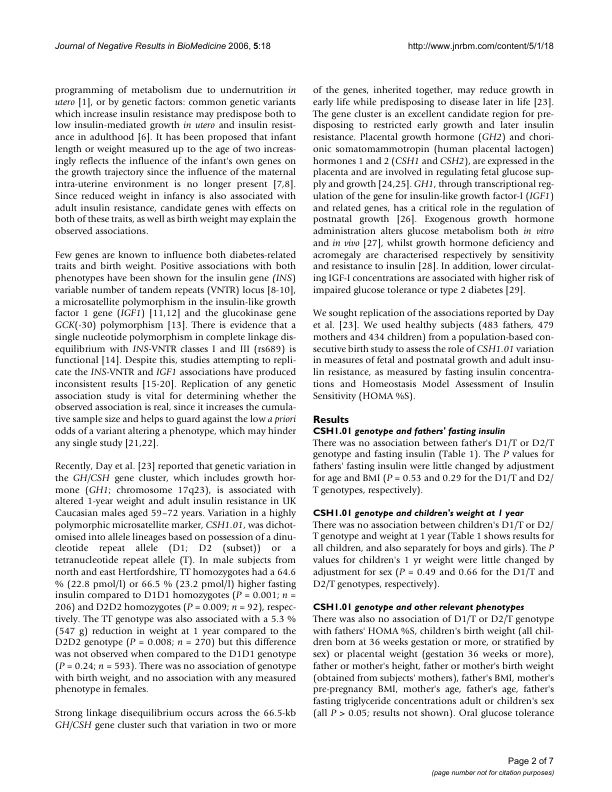 Journal of Negative Results in BioMedicine 2006, 5:18
http://www.jnrbm.com/content/5/1/18
programming of metabolism due to undernutrition in
utero [1], or by genetic factors: common genetic variants
which increase insulin resistance may predispose both to
low insulin-mediated growth in utero and insulin resist-
ance in adulthood [6]. It has been proposed that infant
length or weight measured up to the age of two increas-
ingly reflects the influence of the infant's own genes on
the growth trajectory since the influence of the maternal
intra-uterine environment is no longer present [7,8].
Since reduced weight in infancy is also associated with
adult insulin resistance, candidate genes with effects on
both of these traits, as well as birth weight may explain the
observed associations.
Few genes are known to influence both diabetes-related
traits and birth weight. Positive associations with both
phenotypes have been shown for the insulin gene (INS)
variable number of tandem repeats (VNTR) locus [8-10],
a microsatellite polymorphism in the insulin-like growth
factor 1 gene (IGF1) [11,12] and the glucokinase gene
GCK(-30) polymorphism [13]. There is evidence that a
single nucleotide polymorphism in complete linkage dis-
equilibrium with INS-VNTR classes I and III (rs689) is
functional [14]. Despite this, studies attempting to repli-
cate the INS-VNTR and IGF1 associations have produced
inconsistent results [15-20]. Replication of any genetic
association study is vital for determining whether the
observed association is real, since it increases the cumula-
tive sample size and helps to guard against the low a priori
odds of a variant altering a phenotype, which may hinder
any single study [21,22].
Recently, Day et al. [23] reported that genetic variation in
the GH/CSH gene cluster, which includes growth hor-
mone (GH1; chromosome 17q23), is associated with
altered 1-year weight and adult insulin resistance in UK
Caucasian males aged 59–72 years. Variation in a highly
polymorphic microsatellite marker, CSH1.01, was dichot-
omised into allele lineages based on possession of a dinu-
cleotide repeat allele (D1; D2 (subset)) or a
tetranucleotide repeat allele (T). In male subjects from
north and east Hertfordshire, TT homozygotes had a 64.6
% (22.8 pmol/l) or 66.5 % (23.2 pmol/l) higher fasting
insulin compared to D1D1 homozygotes (P = 0.001; n =
206) and D2D2 homozygotes (P = 0.009; n = 92), respec-
tively. The TT genotype was also associated with a 5.3 %
(547 g) reduction in weight at 1 year compared to the
D2D2 genotype (P = 0.008; n = 270) but this difference
was not observed when compared to the D1D1 genotype
(P = 0.24; n = 593). There was no association of genotype
with birth weight, and no association with any measured
phenotype in females.
Strong linkage disequilibrium occurs across the 66.5-kb
GH/CSH gene cluster such that variation in two or more
of the genes, inherited together, may reduce growth in
early life while predisposing to disease later in life [23].
The gene cluster is an excellent candidate region for pre-
disposing to restricted early growth and later insulin
resistance. Placental growth hormone (GH2) and chori-
onic somatomammotropin (human placental lactogen)
hormones 1 and 2 (CSH1 and CSH2), are expressed in the
placenta and are involved in regulating fetal glucose sup-
ply and growth [24,25]. GH1, through transcriptional reg-
ulation of the gene for insulin-like growth factor-I (IGF1)
and related genes, has a critical role in the regulation of
postnatal growth [26]. Exogenous growth hormone
administration alters glucose metabolism both in vitro
and in vivo [27], whilst growth hormone deficiency and
acromegaly are characterised respectively by sensitivity
and resistance to insulin [28]. In addition, lower circulat-
ing IGF-I concentrations are associated with higher risk of
impaired glucose tolerance or type 2 diabetes [29].
We sought replication of the associations reported by Day
et al. [23]. We used healthy subjects (483 fathers, 479
mothers and 434 children) from a population-based con-
secutive birth study to assess the role of CSH1.01 variation
in measures of fetal and postnatal growth and adult insu-
lin resistance, as measured by fasting insulin concentra-
tions and Homeostasis Model Assessment of Insulin
Sensitivity (HOMA %S).
Results
CSH1.01 genotype and fathers' fasting insulin
There was no association between father's D1/T or D2/T
genotype and fasting insulin (Table 1). The P values for
fathers' fasting insulin were little changed by adjustment
for age and BMI (P = 0.53 and 0.29 for the D1/T and D2/
T genotypes, respectively).
CSH1.01 genotype and children's weight at 1 year
There was no association between children's D1/T or D2/
T genotype and weight at 1 year (Table 1 shows results for
all children, and also separately for boys and girls). The P
values for children's 1 yr weight were little changed by
adjustment for sex (P = 0.49 and 0.66 for the D1/T and
D2/T genotypes, respectively).
CSH1.01 genotype and other relevant phenotypes
There was also no association of D1/T or D2/T genotype
with fathers' HOMA %S, children's birth weight (all chil-
dren born at 36 weeks gestation or more, or stratified by
sex) or placental weight (gestation 36 weeks or more),
father or mother's height, father or mother's birth weight
(obtained from subjects' mothers), father's BMI, mother's
pre-pregnancy BMI, mother's age, father's age, father's
fasting triglyceride concentrations adult or children's sex
(all P > 0.05; results not shown). Oral glucose tolerance
Page 2 of 7
(page number not for citation purposes)